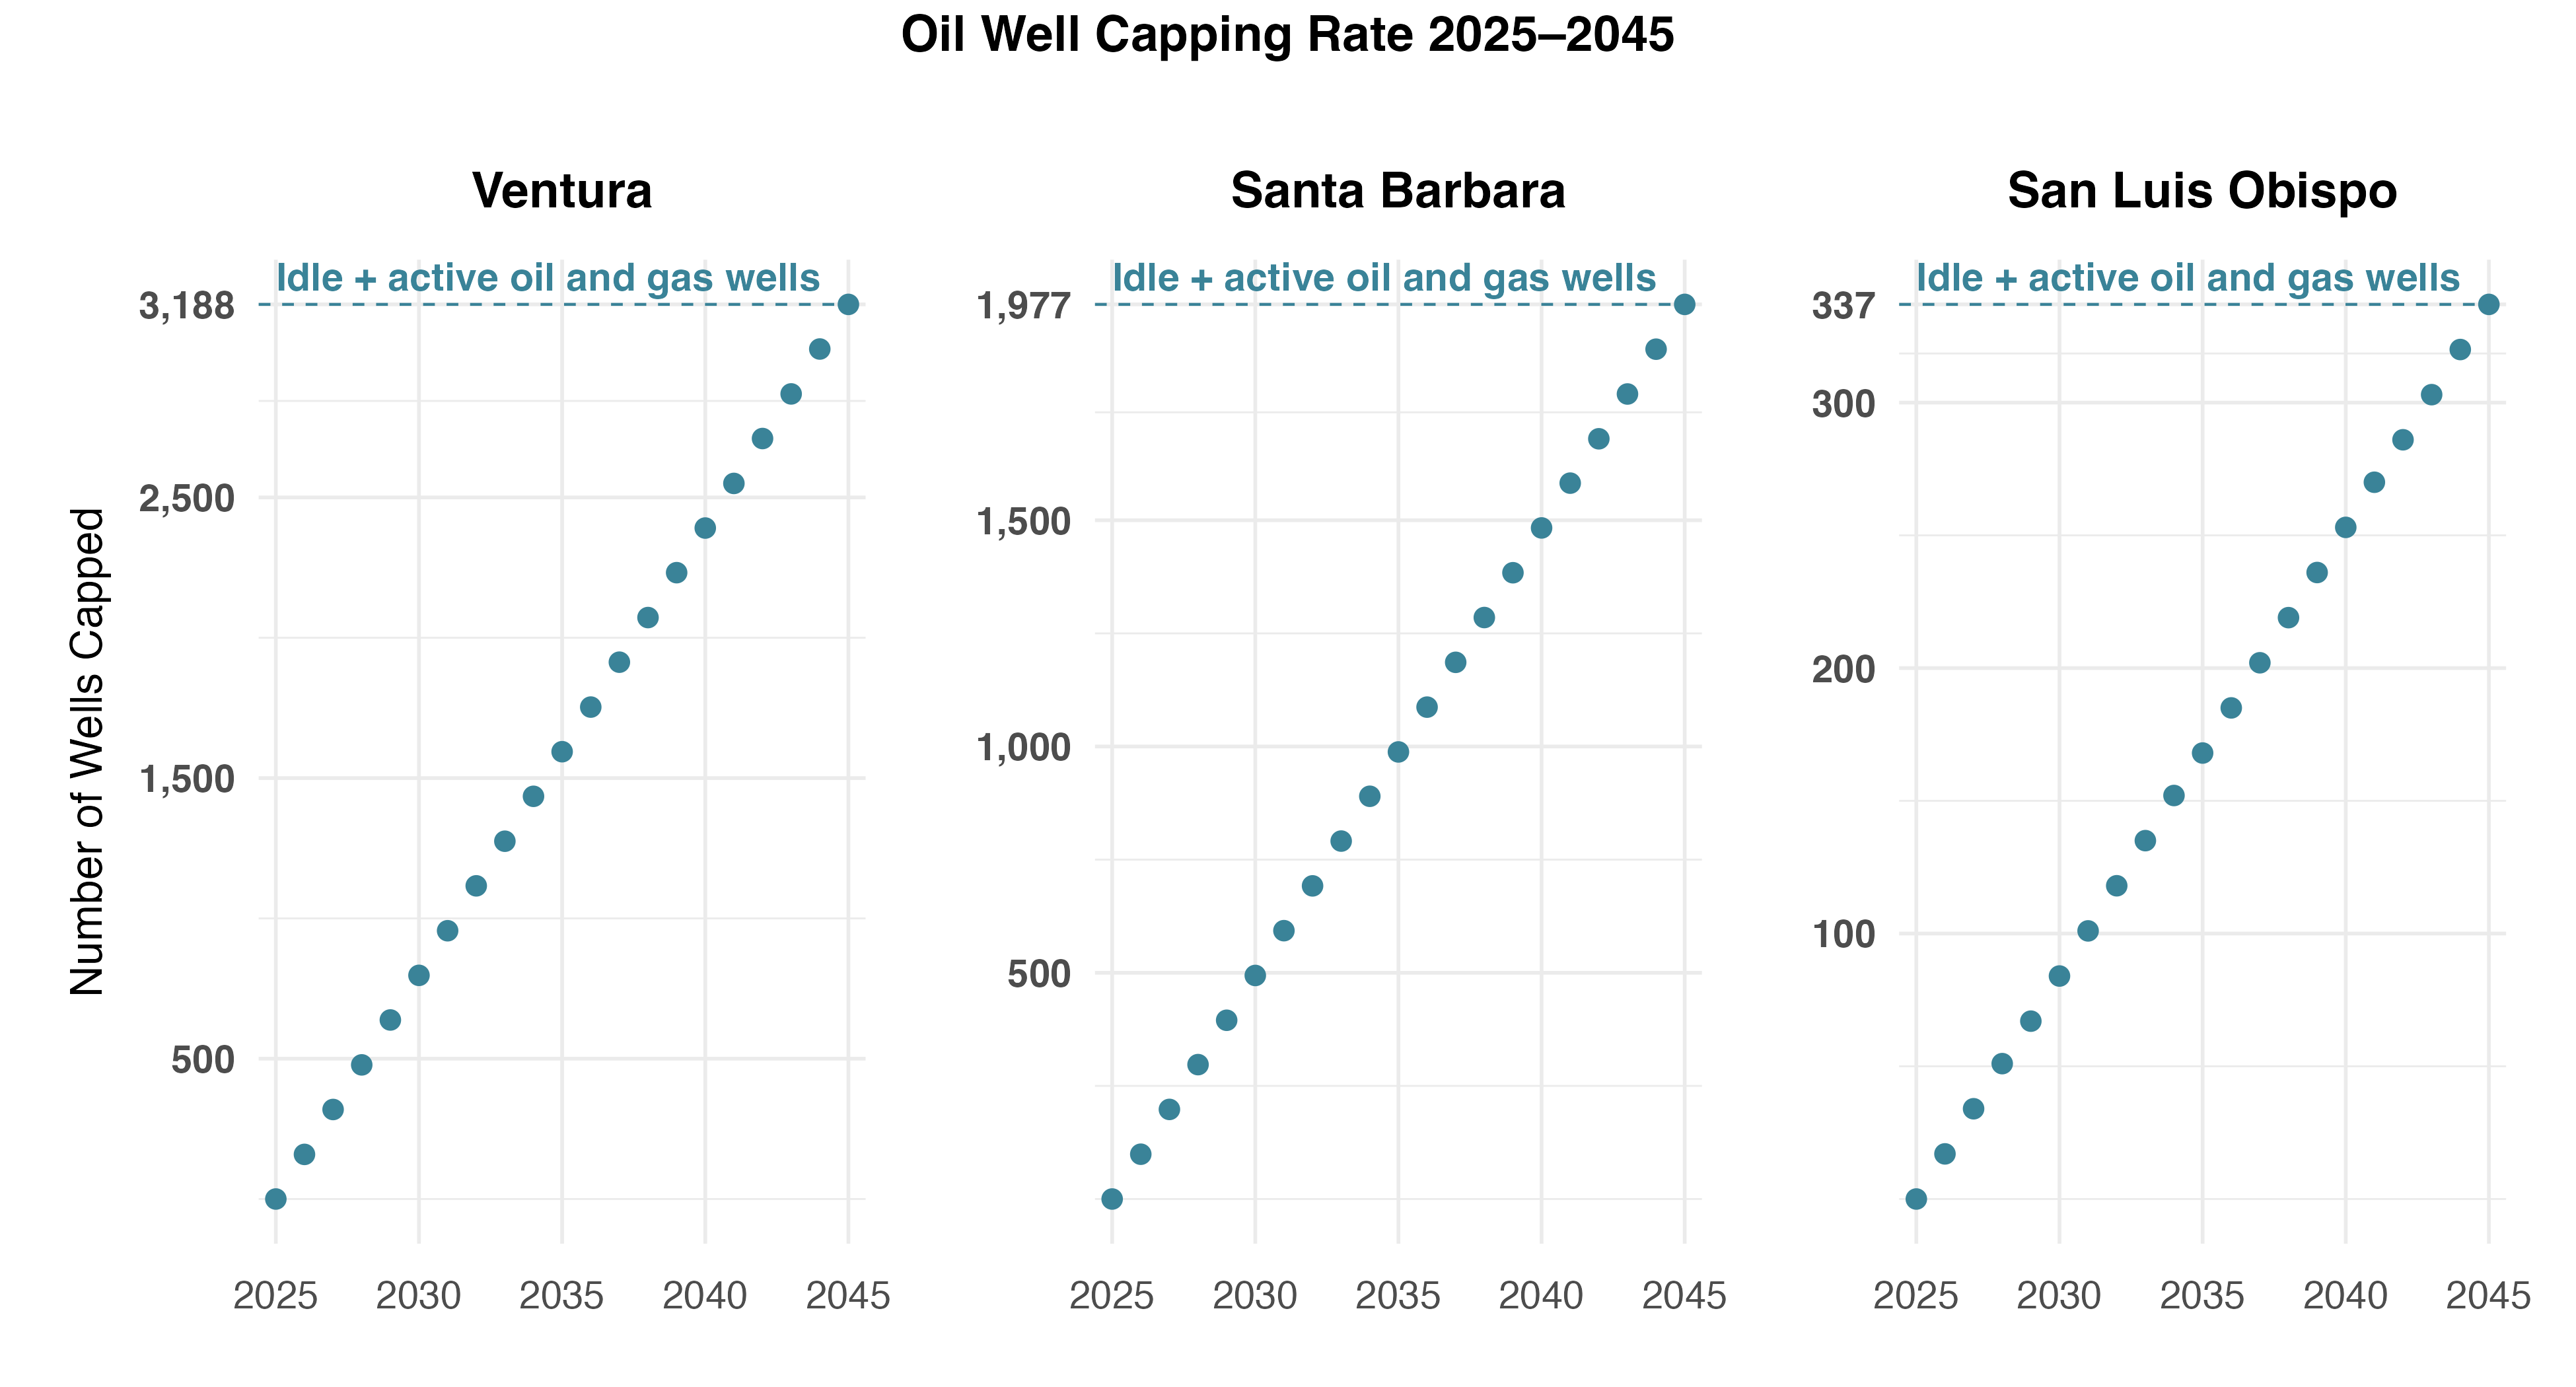 Oil Well Capping Rate 2025–2045
Number of Wells Capped
Ventura
Idle + active oil and gas wells
3,188
2,500
1,500
500
2025 2030 2035 2040 2045
Santa Barbara
Idle + active oil and gas wells
1,977
1,500
1,000
500
2025 2030 2035 2040 2045
San Luis Obispo
Idle + active oil and gas wells
337
300
200
100
2025 2030 2035 2040 2045